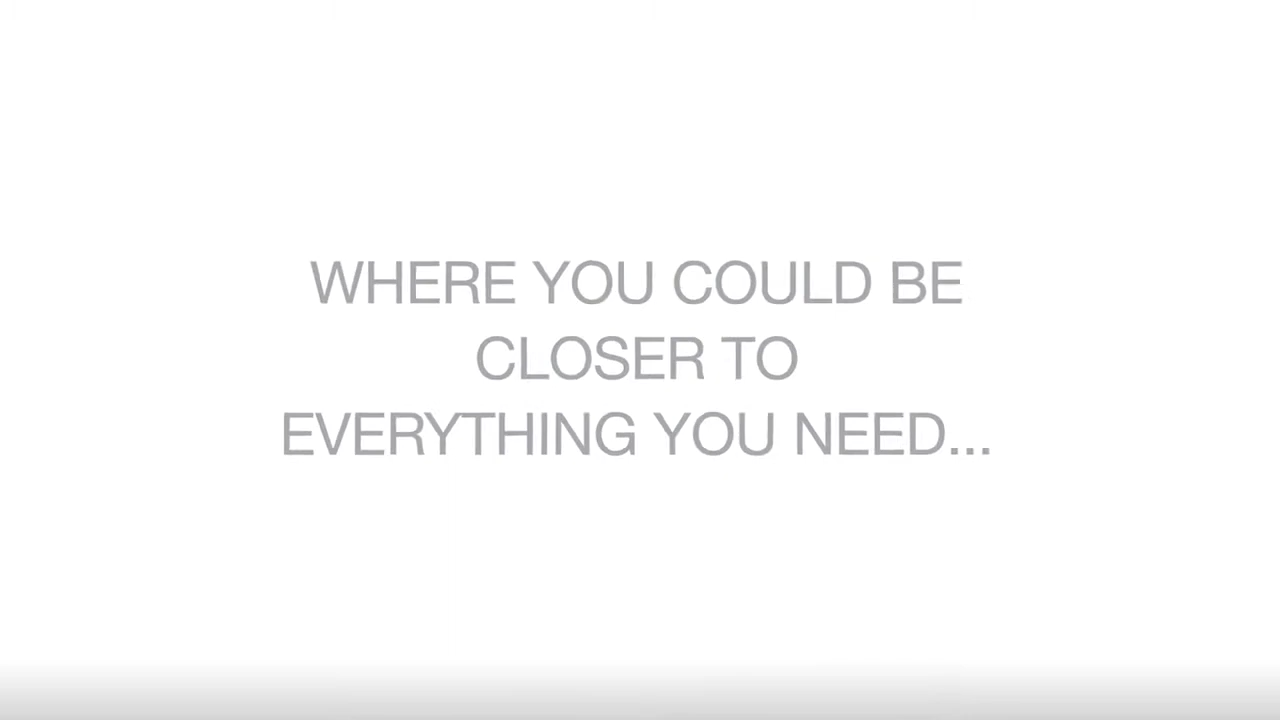 WHERE YOU COULD BE
CLOSER TO
EVERYTHING YOU NEED...